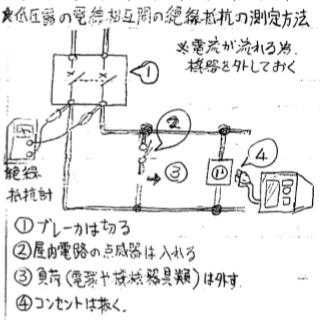 ★低圧部の電線相互間の絶縁抵抗の測定方法
※電流が流れる為、
機器を外しておく
①
②
③
④
絶縁
抵抗計
①ブレーカは切る
②屋内電路の点滅器は入れる
③負荷(電球や機械器具類)は外す。
④コンセントは抜く。